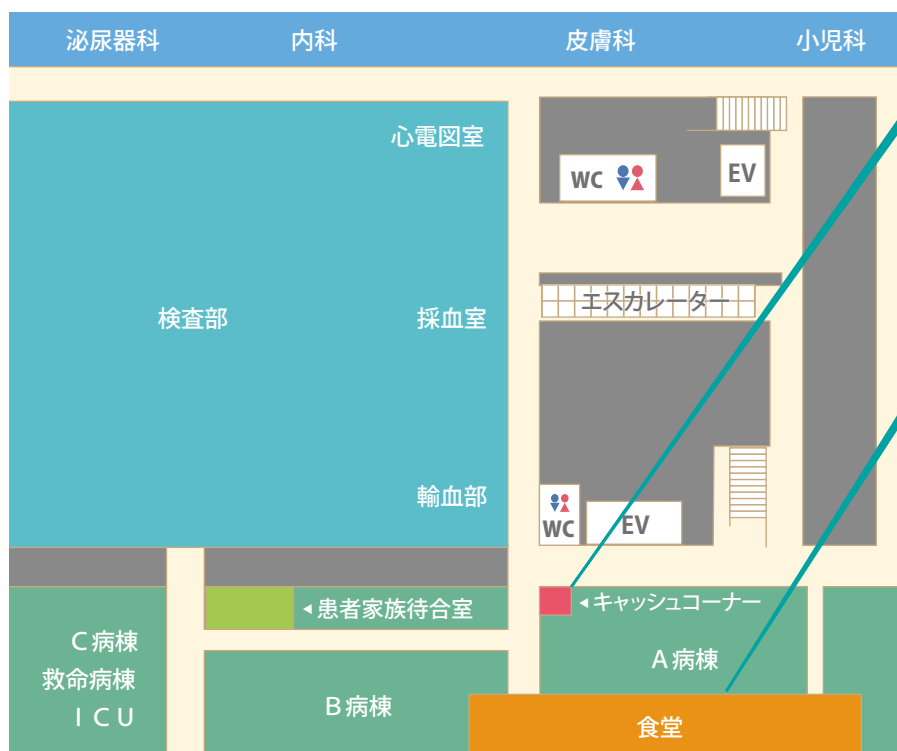 泌尿器科
内科
皮膚科
小児科
心電図室
WC
EV
検査部
採血室
エスカレーター
輸血部
WC
EV
◂患者家族待合室
◂キャッシュコーナー
C病棟
救命病棟
ICU
B病棟
A病棟
食堂